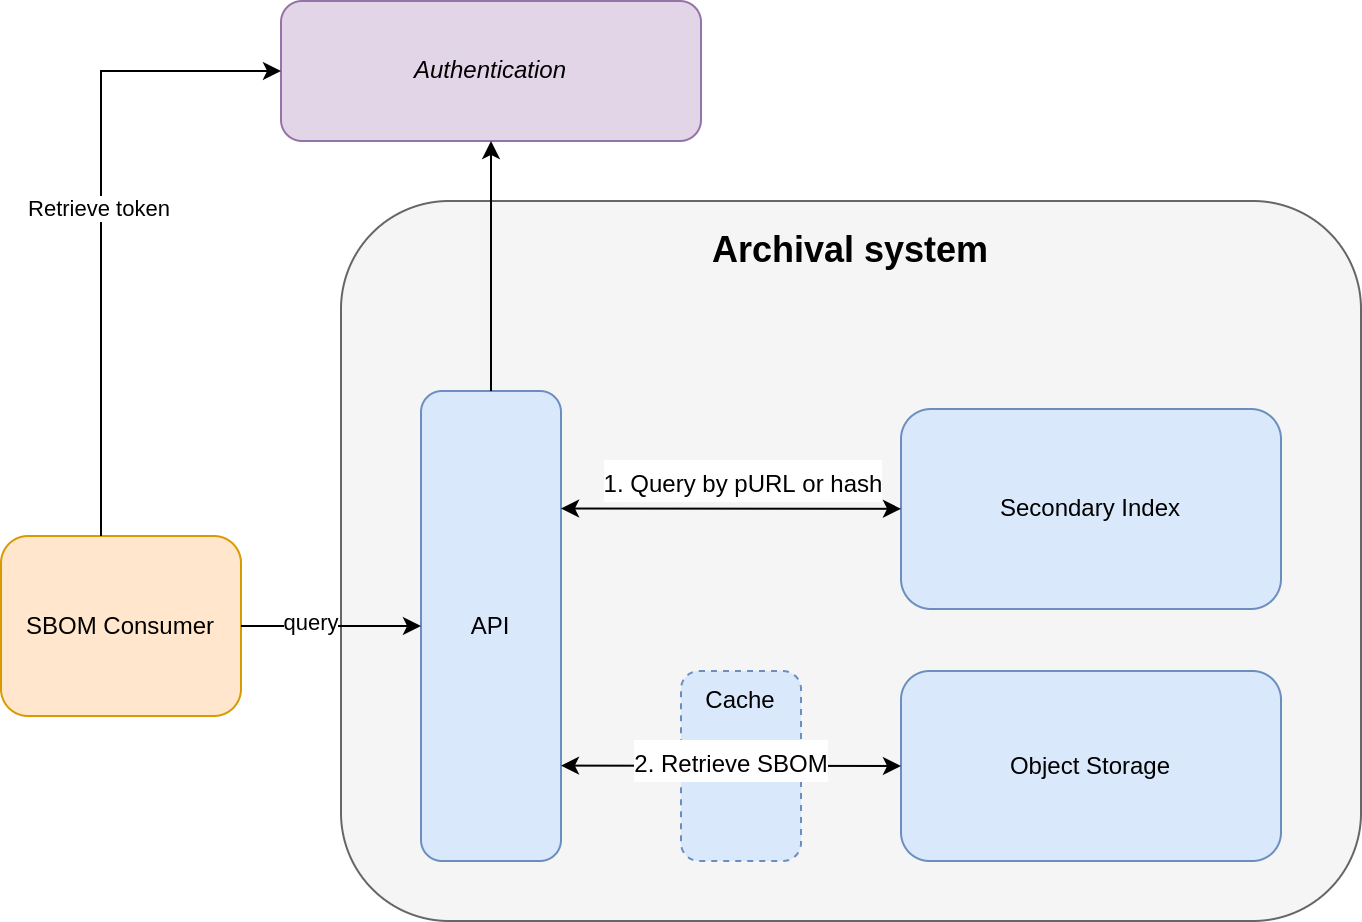 Authentication
Retrieve token
Archival system
1. Query by pURL or hash
Secondary Index
SBOM Consumer
query
API
Cache
2. Retrieve SBOM
Object Storage